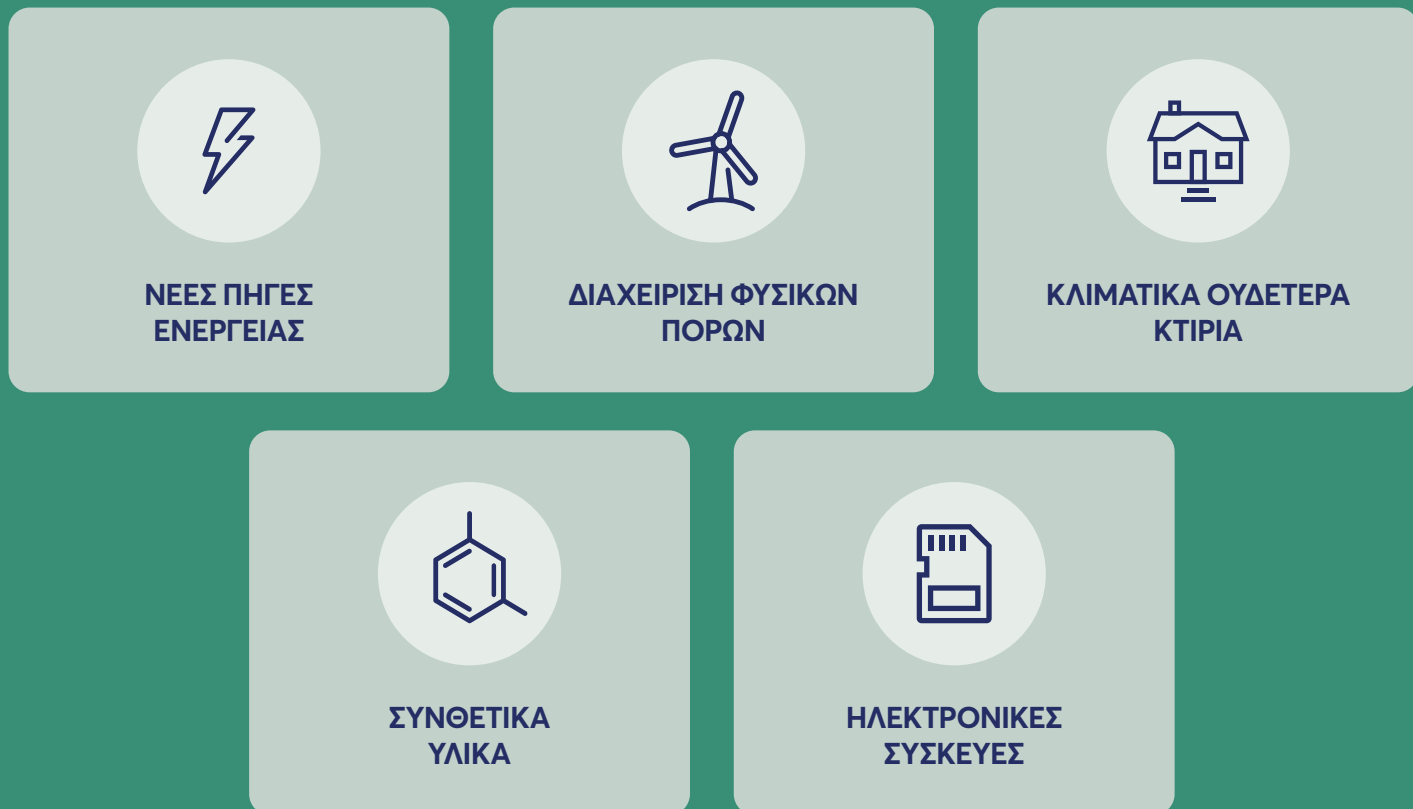 ΝΕΕΣ ΠΗΓΕΣ
ΕΝΕΡΓΕΙΑΣ
ΔΙΑΧΕΙΡΙΣΗ ΦΥΣΙΚΩΝ
ΠΟΡΩΝ
ΚΛΙΜΑΤΙΚΑ ΟΥΔΕΤΕΡΑ
ΚΤΙΡΙΑ
ΣΥΝΘΕΤΙΚΑ
ΥΛΙΚΑ
ΗΛΕΚΤΡΟΝΙΚΕΣ
ΣΥΣΚΕΥΕΣ